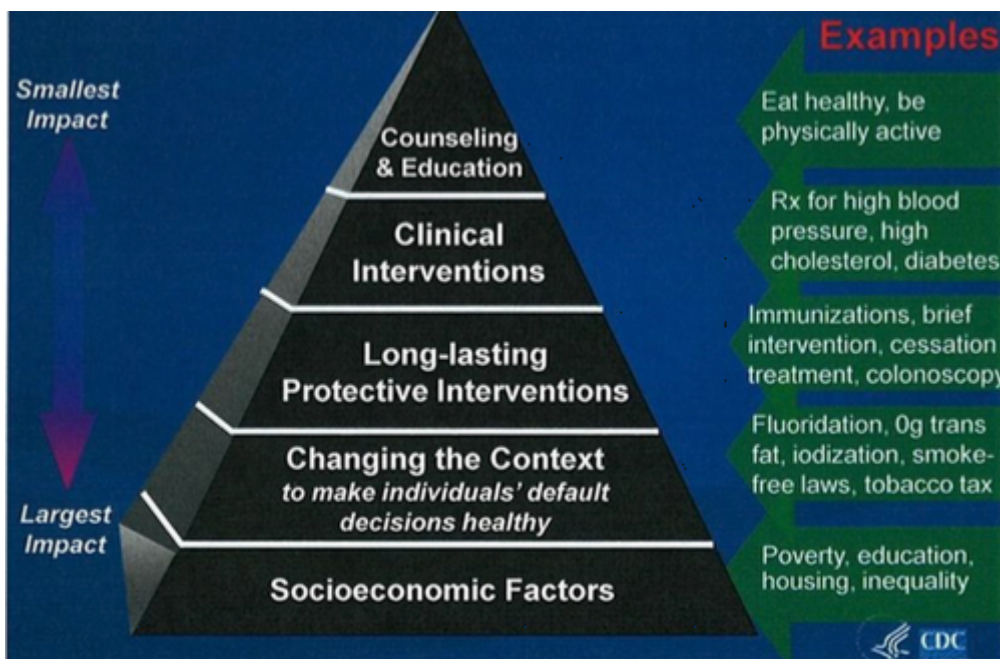 Examples
Smallest
Impact
Counseling
& Education
Eat healthy, be
physically active
Clinical
Interventions
Rx for high blood
pressure, high
cholesterol, diabetes
Long-lasting
Protective Interventions
Immunizations, brief
intervention, cessation
treatment, colonoscopy
Changing the Context
to make individuals' default
decisions healthy
Fluoridation, 0g trans
fat, iodization, smoke-
free laws, tobacco tax
Largest
Impact
Socioeconomic Factors
Poverty, education,
housing, inequality
CDC